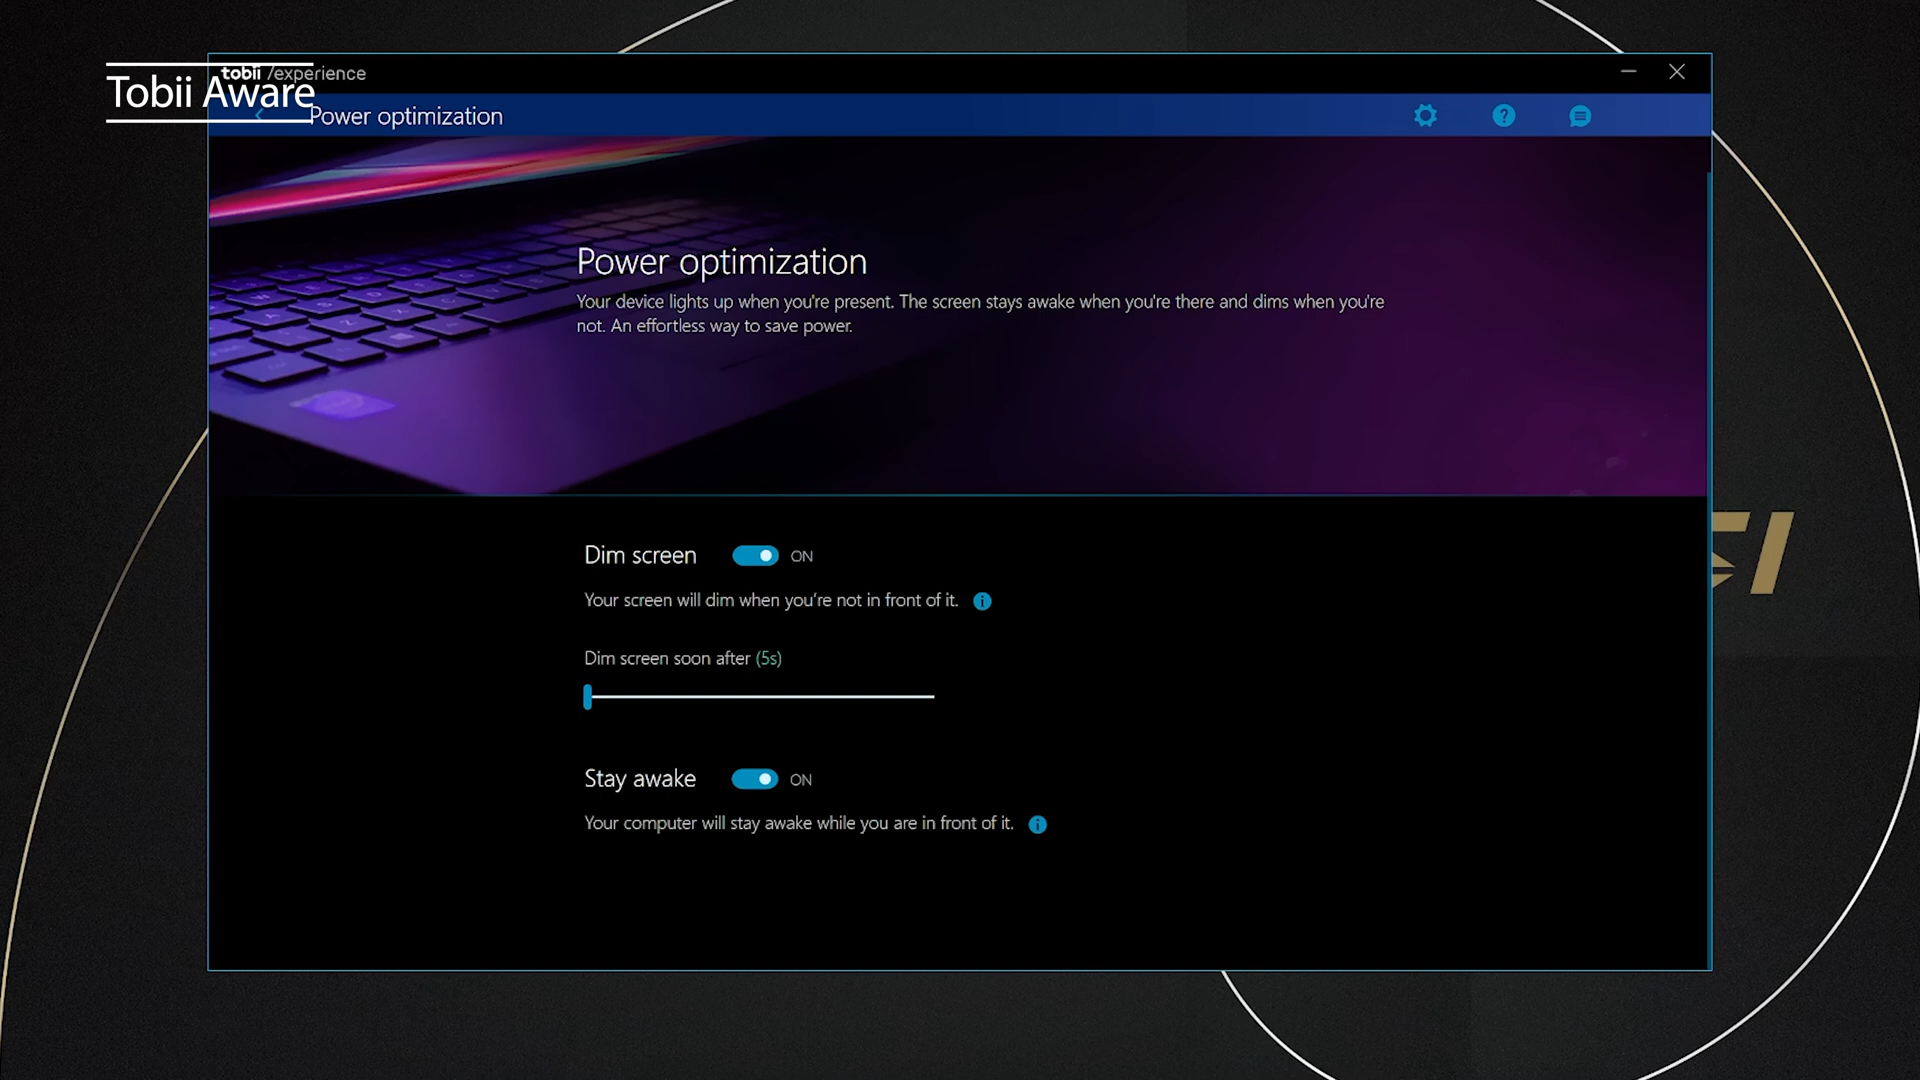 Tobii Aware
tobii /experience
Power optimization
Power optimization
Your device lights up when you're present. The screen stays awake when you're there and dims when you're
not. An effortless way to save power.
Dim screen ON
Your screen will dim when you're not in front of it.
Dim screen soon after (5s)
Stay awake ON
Your computer will stay awake while you are in front of it.